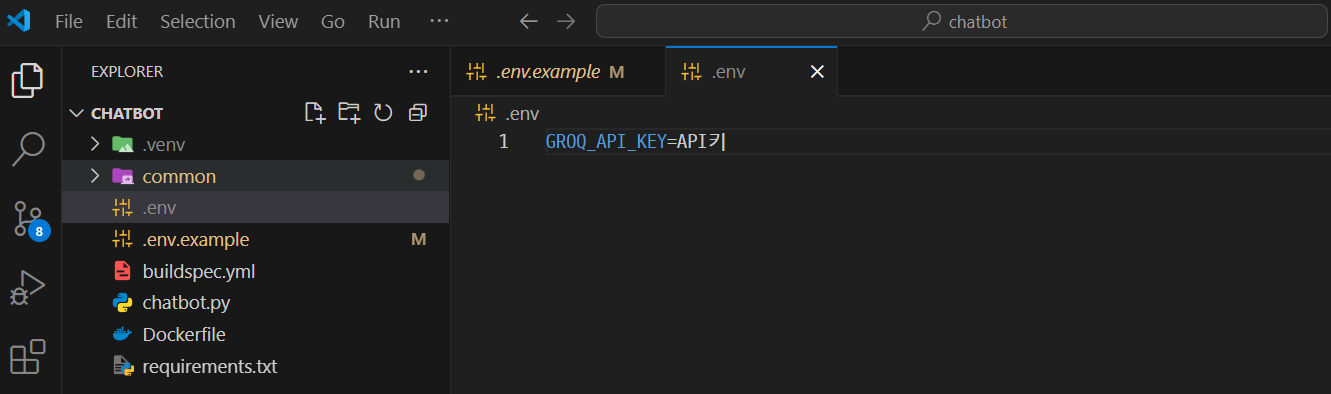 File Edit Selection View Go Run ··· chatbot
EXPLORER ···
CHATBOT
.venv
common
.env
.env.example M
buildspec.yml
chatbot.py
Dockerfile
requirements.txt
8
.env.example M .env
.env
1 GROQ_API_KEY=API키